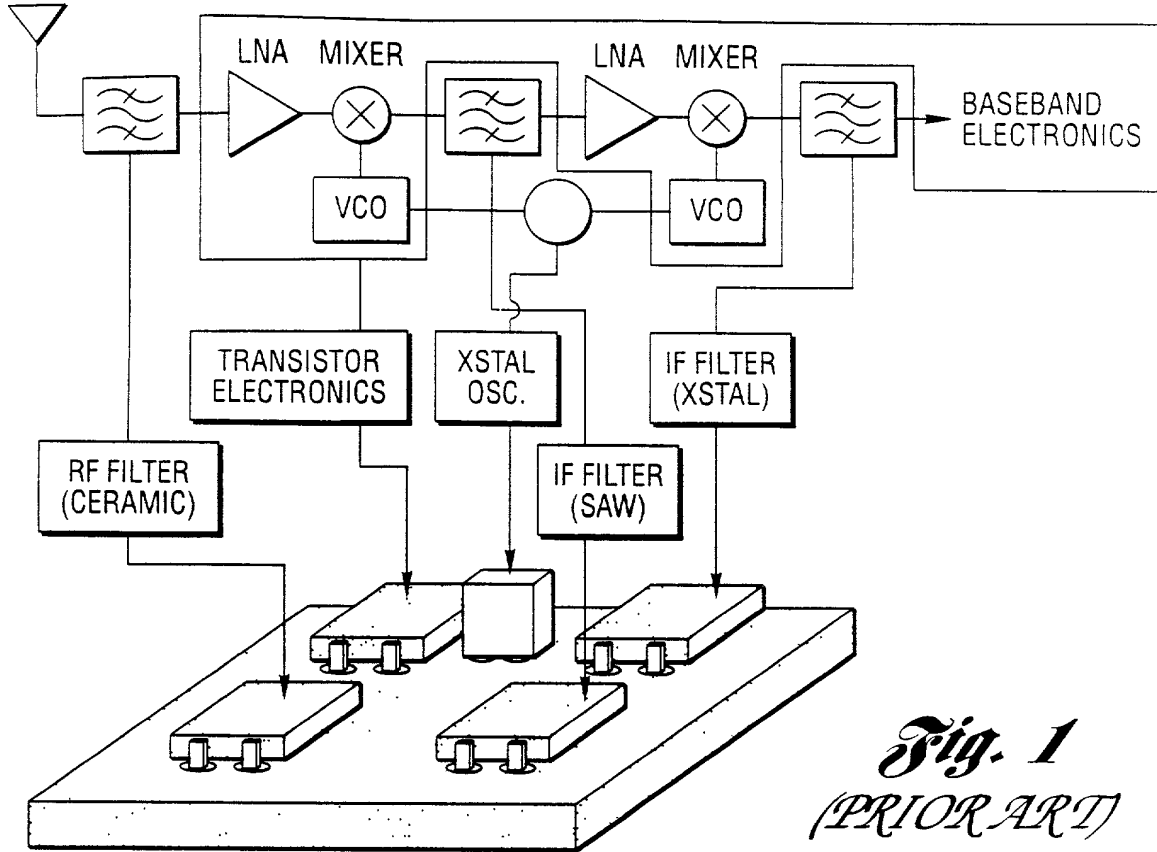 LNA
MIXER
LNA
MIXER
BASEBAND
ELECTRONICS
VCO
VCO
TRANSISTOR
ELECTRONICS
XSTAL
OSC.
IF FILTER
(XSTAL)
RF FILTER
(CERAMIC)
IF FILTER
(SAW)
Fig. 1
(PRIOR ART)